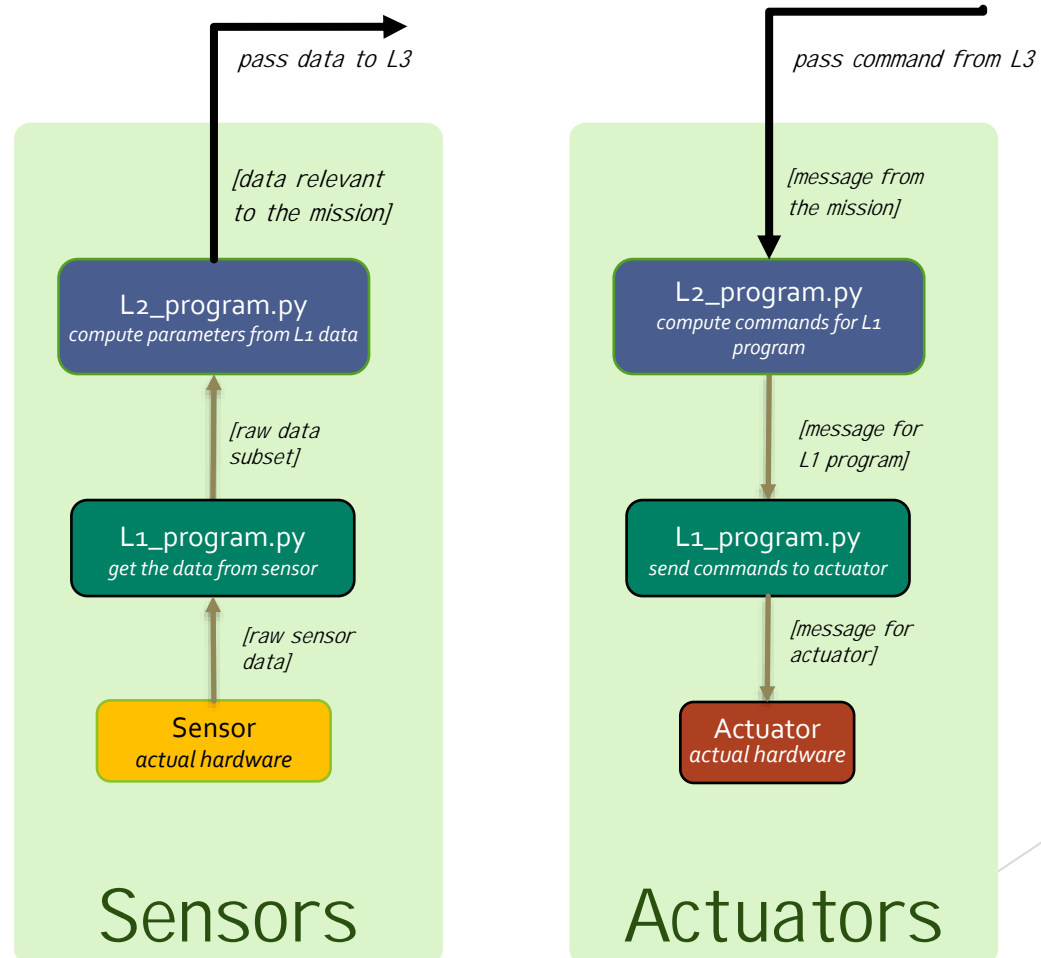 pass data to L3
[data relevant
to the mission]
L2_program.py
compute parameters from L1 data
[raw data
subset]
L1_program.py
get the data from sensor
[raw sensor
data]
Sensor
actual hardware
Sensors
pass command from L3
[message from
the mission]
L2_program.py
compute commands for L1
program
[message for
L1 program]
L1_program.py
send commands to actuator
[message for
actuator]
Actuator
actual hardware
Actuators